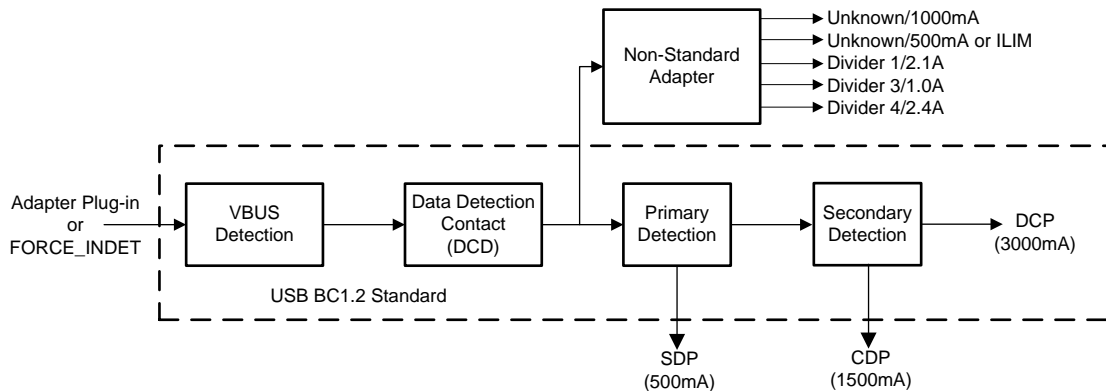 Unknown/1000mA
Unknown/500mA or ILIM
Divider 1/2.1A
Divider 3/1.0A
Divider 4/2.4A
Non-Standard
Adapter
Adapter Plug-in
or
FORCE_INDET
VBUS
Detection
Data Detection
Contact
(DCD)
Primary
Detection
Secondary
Detection
DCP
(3000mA)
USB BC1.2 Standard
SDP
(500mA)
CDP
(1500mA)